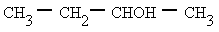 CH₃ — CH₂ — CHOH — CH₃